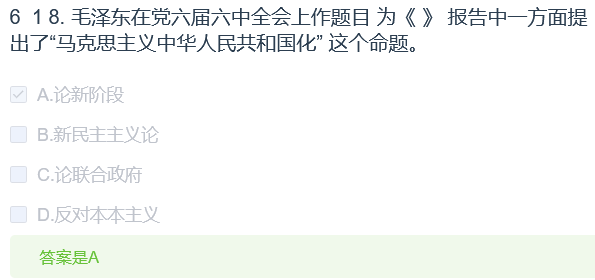 6 1 8. 毛泽东在党六届六中全会上作题目 为《 》 报告中一方面提
出了“马克思主义中华人民共和国化” 这个命题。
A.论新阶段
B.新民主主义论
C.论联合政府
D.反对本本主义
答案是A